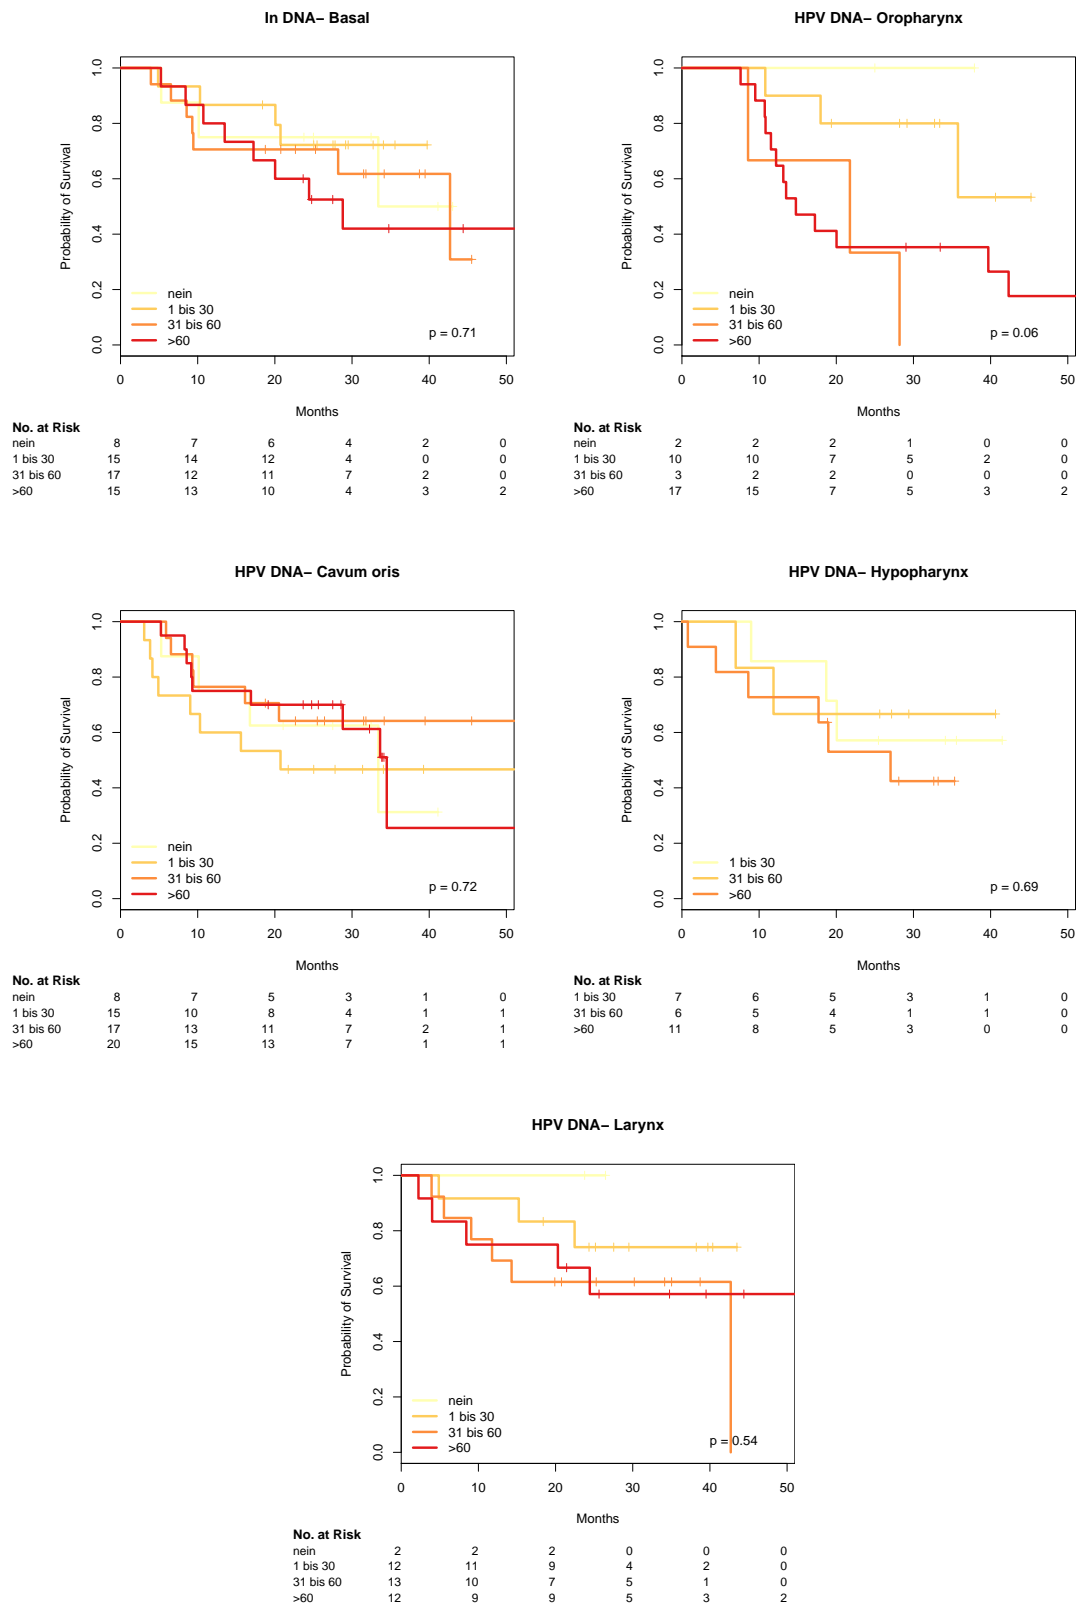 In DNA− Basal
Probability of Survival
1.0
0.8
0.6
0.4
0.2
0.0
nein
1 bis 30
31 bis 60
>60
p = 0.71
0 10 20 30 40 50
Months
No. at Risk
nein 8 7 6 4 2 0
1 bis 30 15 14 12 4 0 0
31 bis 60 17 12 11 7 2 0
>60 15 13 10 4 3 2
HPV DNA− Oropharynx
Probability of Survival
1.0
0.8
0.6
0.4
0.2
0.0
nein
1 bis 30
31 bis 60
>60
p = 0.06
0 10 20 30 40 50
Months
No. at Risk
nein 2 2 2 1 0 0
1 bis 30 10 10 7 5 2 0
31 bis 60 3 2 2 0 0 0
>60 17 15 7 5 3 2
HPV DNA− Cavum oris
Probability of Survival
1.0
0.8
0.6
0.4
0.2
0.0
nein
1 bis 30
31 bis 60
>60
p = 0.72
0 10 20 30 40 50
Months
No. at Risk
nein 8 7 5 3 1 0
1 bis 30 15 10 8 4 1 1
31 bis 60 17 13 11 7 2 1
>60 20 15 13 7 1 1
HPV DNA− Hypopharynx
Probability of Survival
1.0
0.8
0.6
0.4
0.2
0.0
1 bis 30
31 bis 60
>60
p = 0.69
0 10 20 30 40 50
Months
No. at Risk
1 bis 30 7 6 5 3 1 0
31 bis 60 6 5 4 1 1 0
>60 11 8 5 3 0 0
HPV DNA− Larynx
Probability of Survival
1.0
0.8
0.6
0.4
0.2
0.0
nein
1 bis 30
31 bis 60
>60
p = 0.54
0 10 20 30 40 50
Months
No. at Risk
nein 2 2 2 0 0 0
1 bis 30 12 11 9 4 2 0
31 bis 60 13 10 7 5 1 0
>60 12 9 9 5 3 2